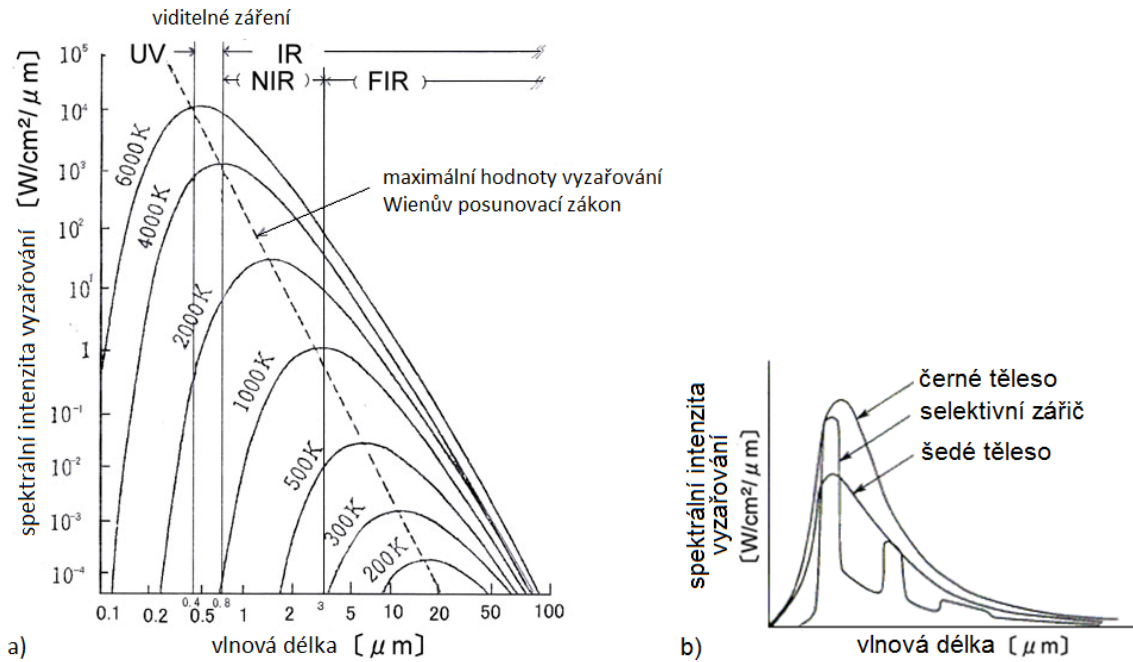 viditelné záření
UV
IR
NIR
FIR
spektrální intenzita vyzařování [W/cm²/μm]
10⁵
10⁴
10³
10²
10¹
1
10⁻¹
10⁻²
10⁻³
10⁻⁴
6000K
4000K
2000K
1000K
500K
300K
200K
maximální hodnoty vyzařování
Wienův posunovací zákon
0.1
0.2
0.4
0.5
0.8
1
2
3
5
10
20
50
100
a)
vlnová délka [μm]
spektrální intenzita
vyzařování
[W/cm²/μm]
černé těleso
selektivní zářič
šedé těleso
b)
vlnová délka [μm]